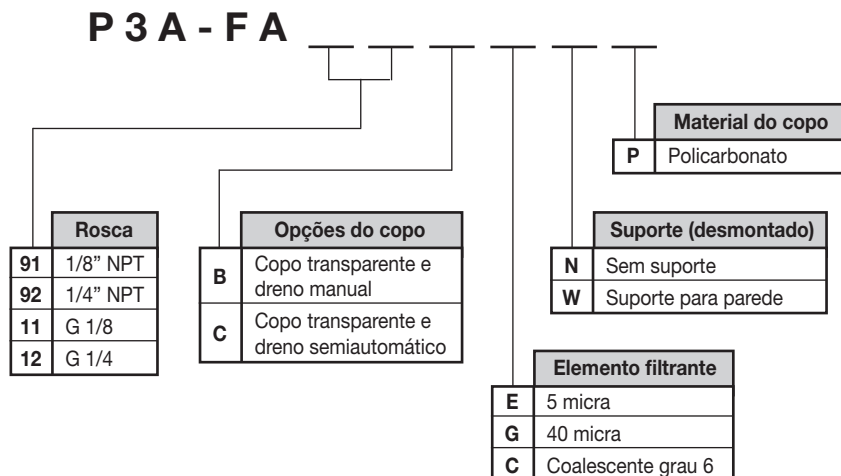 P3A-FA
Material do copo
P Policarbonato
Rosca
91 1/8” NPT
92 1/4” NPT
11 G 1/8
12 G 1/4
Opções do copo
B Copo transparente e
dreno manual
C Copo transparente e
dreno semiautomático
Suporte (desmontado)
N Sem suporte
W Suporte para parede
Elemento filtrante
E 5 micra
G 40 micra
C Coalescente grau 6